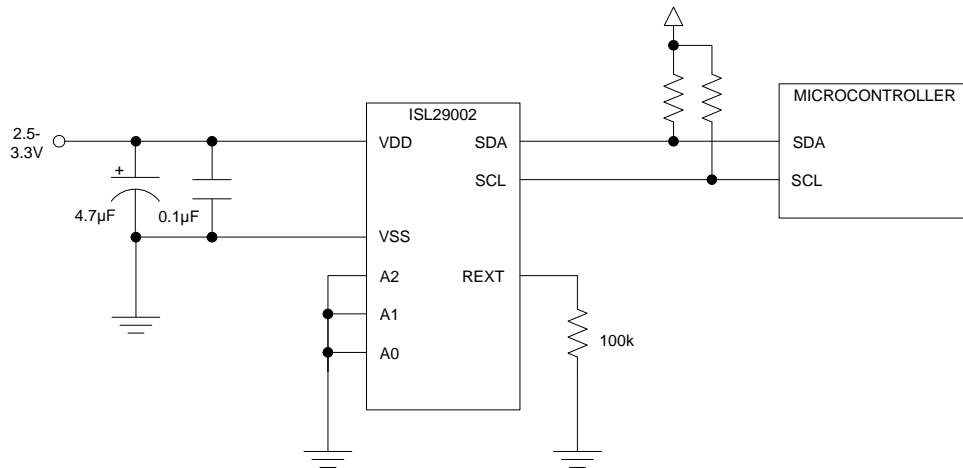 ISL29002
MICROCONTROLLER
2.5-
3.3V
VDD
SDA
SDA
SCL
SCL
+
4.7µF
0.1µF
VSS
A2
REXT
A1
100k
A0